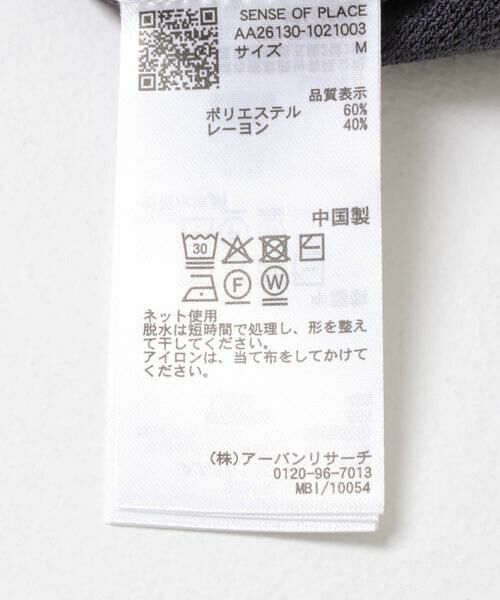 SENSE OF PLACE
AA26130-1021003
サイズ M
品質表示
ポリエステル 60%
レーヨン 40%
中国製
30
F W
ネット使用
脱水は短時間で処理し、形を整え
て干してください。
アイロンは、当て布をしてかけて
ください。
(株)アーバンリサーチ
0120-96-7013
MBI/10054